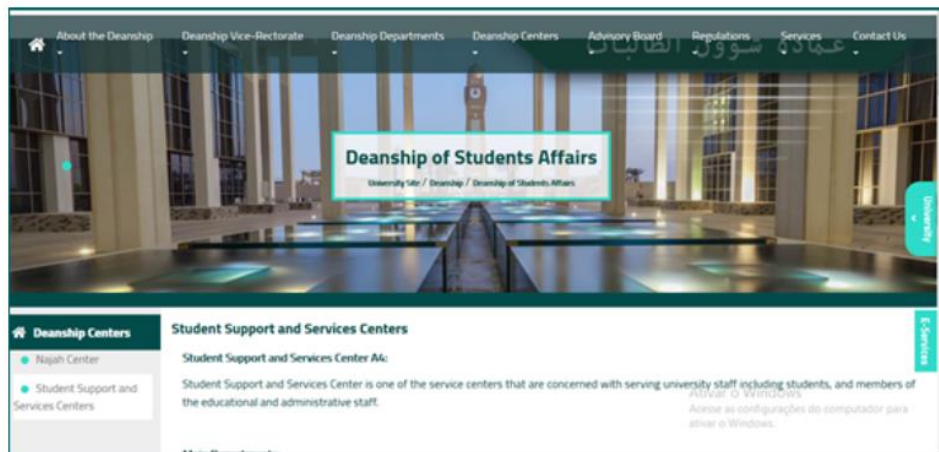 About the Deanship
Deanship Vice-Rectorate
Deanship Departments
Deanship Centers
Advisory Board
Regulations
Services
Contact Us
عمادة شؤون الطالبات
Deanship of Students Affairs
University Site / Deanship / Deanship of Students Affairs
University
E-Services
Deanship Centers
Najah Center
Student Support and
Services Centers
Student Support and Services Centers
Student Support and Services Center A4:
Student Support and Services Center is one of the service centers that are concerned with serving university staff including students, and members of
the educational and administrative staff.
Ativar o Windows
Acesse as configurações do computador para
ativar o Windows.